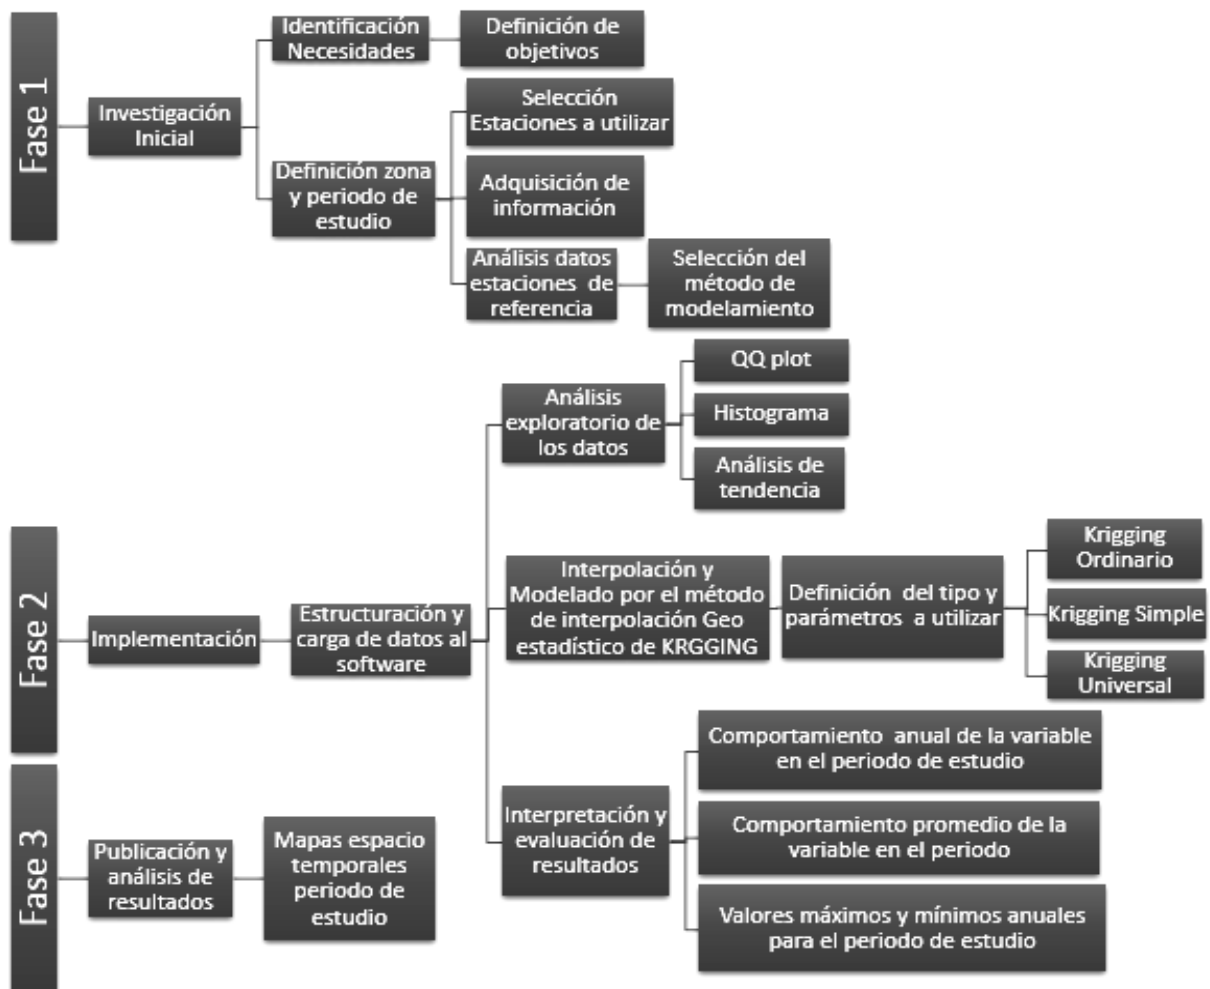 Fase 1
Investigación
Inicial
Identificación
Necesidades
Definición de
objetivos
Definición zona
y periodo de
estudio
Selección
Estaciones a utilizar
Adquisición de
información
Análisis datos
estaciones de
referencia
Selección del
método de
modelamiento
Fase 2
Implementación
Estructuración y
carga de datos al
software
Análisis
exploratorio de
los datos
QQ plot
Histograma
Análisis de
tendencia
Interpolación y
Modelado por el método
de interpolación Geo
estadístico de KRGGING
Definición del tipo y
parámetros a utilizar
Krigging
Ordinario
Krigging Simple
Krigging
Universal
Interpretación y
evaluación de
resultados
Comportamiento anual de la variable
en el periodo de estudio
Comportamiento promedio de la
variable en el periodo
Valores máximos y mínimos anuales
para el periodo de estudio
Fase 3
Publicación y
análisis de
resultados
Mapas espacio
temporales
periodo de
estudio